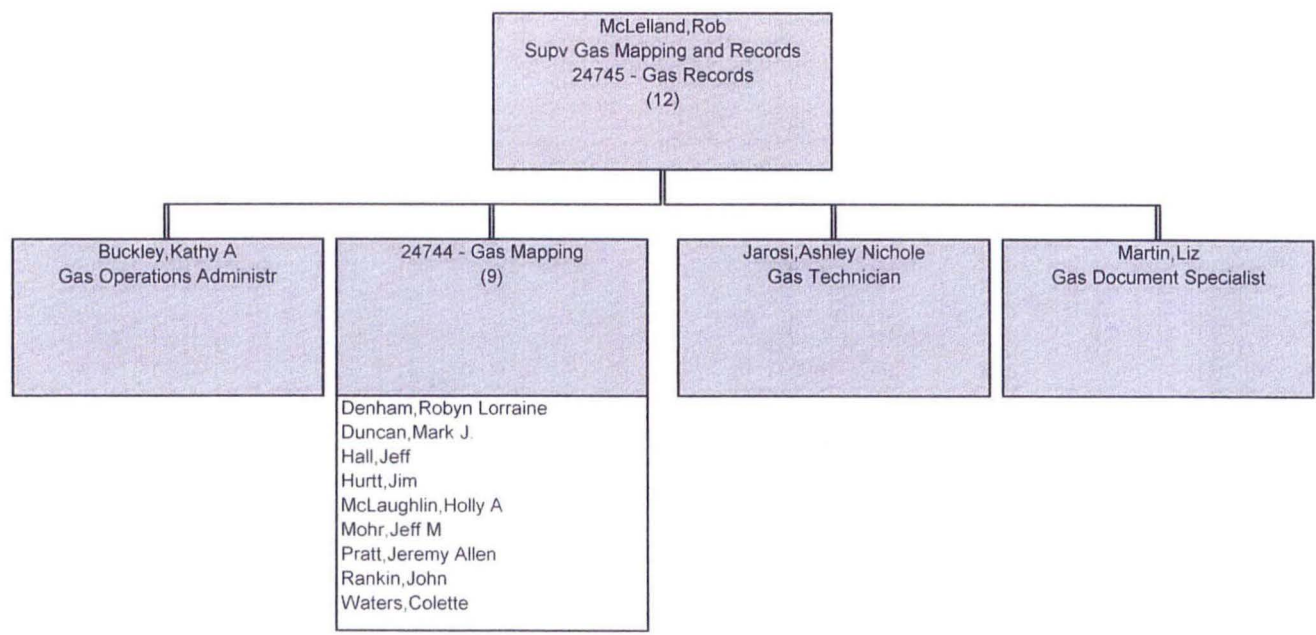 McLelland,Rob
Supv Gas Mapping and Records
24745 - Gas Records
(12)
Buckley,Kathy A
Gas Operations Administr
24744 - Gas Mapping
(9)
Denham,Robyn Lorraine
Duncan,Mark J.
Hall,Jeff
Hurtt,Jim
McLaughlin,Holly A
Mohr,Jeff M
Pratt,Jeremy Allen
Rankin,John
Waters,Colette
Jarosi,Ashley Nichole
Gas Technician
Martin,Liz
Gas Document Specialist